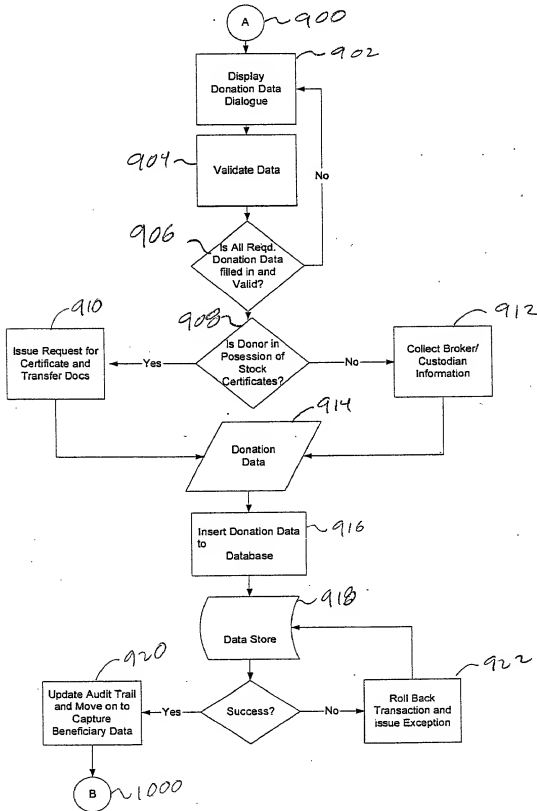 A
900
902
Display
Donation Data
Dialogue
904
Validate Data
No
906
Is All Reqd.
Donation Data
filled in and
Valid?
908
910
912
Issue Request for
Certificate and
Transfer Docs
Yes
Is Donor in
Posession of
Stock
Certificates?
No
Collect Broker/
Custodian
Information
914
Donation
Data
916
Insert Donation Data
to
Database
918
Data Store
920
922
Update Audit Trail
and Move on to
Capture
Beneficiary Data
Yes
Success?
No
Roll Back
Transaction and
issue Exception
B
1000